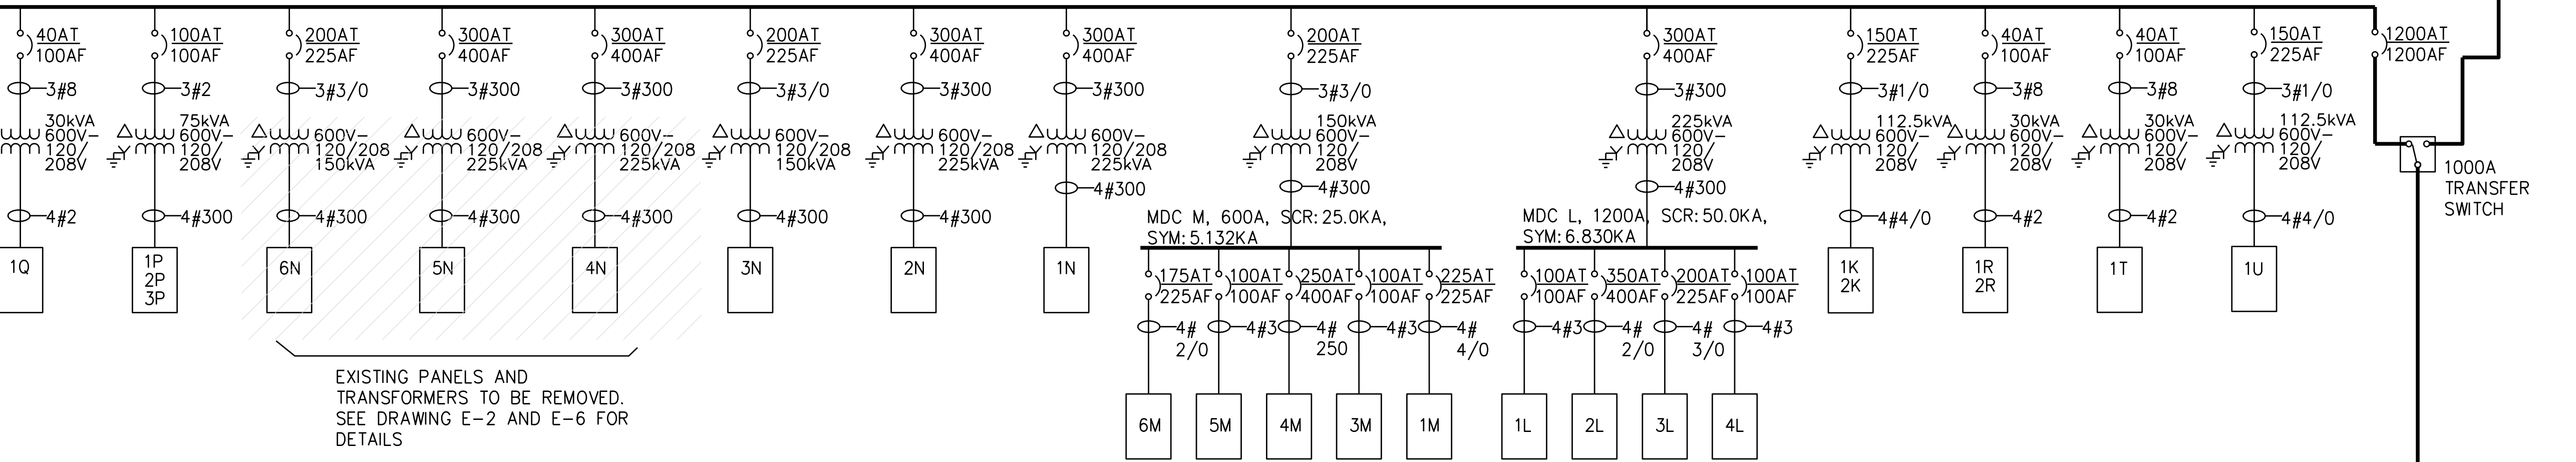 40AT
100AF
3#8
30kVA
600V-
120/
208V
4#2
1Q
100AT
100AF
3#2
75kVA
600V-
120/
208V
4#300
1P
2P
3P
200AT
225AF
3#3/0
600V-
120/208
150kVA
4#300
6N
300AT
400AF
3#300
600V-
120/208
225kVA
4#300
5N
300AT
400AF
3#300
600V-
120/208
225kVA
4#300
4N
EXISTING PANELS AND
TRANSFORMERS TO BE REMOVED.
SEE DRAWING E-2 AND E-6 FOR
DETAILS
200AT
225AF
3#3/0
600V-
120/208
150kVA
4#300
3N
300AT
400AF
3#300
600V-
120/208
225kVA
4#300
2N
300AT
400AF
3#300
600V-
120/208
225kVA
4#300
1N
200AT
225AF
3#3/0
150kVA
600V-
120/
208V
4#300
MDC M, 600A, SCR:25.0KA,
SYM:5.132KA
175AT
225AF
4#
2/0
6M
100AT
100AF
4#3
5M
250AT
400AF
4#
250
4M
100AT
100AF
4#3
3M
225AT
225AF
4#
4/0
1M
300AT
400AF
3#300
225kVA
600V-
120/
208V
4#300
MDC L, 1200A, SCR:50.0KA,
SYM:6.830KA
100AT
100AF
4#3
1L
350AT
400AF
4#
2/0
2L
200AT
225AF
4#
3/0
3L
100AT
100AF
4#3
4L
150AT
225AF
3#1/0
112.5kVA
600V-
120/
208V
4#4/0
1K
2K
40AT
100AF
3#8
30kVA
600V-
120/
208V
4#2
1R
2R
40AT
100AF
3#8
30kVA
600V-
120/
208V
4#2
1T
150AT
225AF
3#1/0
112.5kVA
600V-
120/
208V
4#4/0
1U
1200AT
1200AF
1000A
TRANSFER
SWITCH